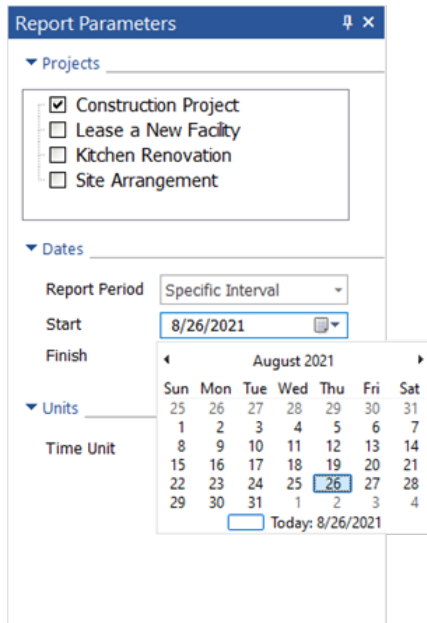 Report Parameters
Projects
Construction Project
Lease a New Facility
Kitchen Renovation
Site Arrangement
Dates
Report Period Specific Interval
Start 8/26/2021
Finish
August 2021
Sun Mon Tue Wed Thu Fri Sat
25 26 27 28 29 30 31
1 2 3 4 5 6 7
Units
8 9 10 11 12 13 14
Time Unit
15 16 17 18 19 20 21
22 23 24 25 26 27 28
29 30 31 1 2 3 4
Today: 8/26/2021